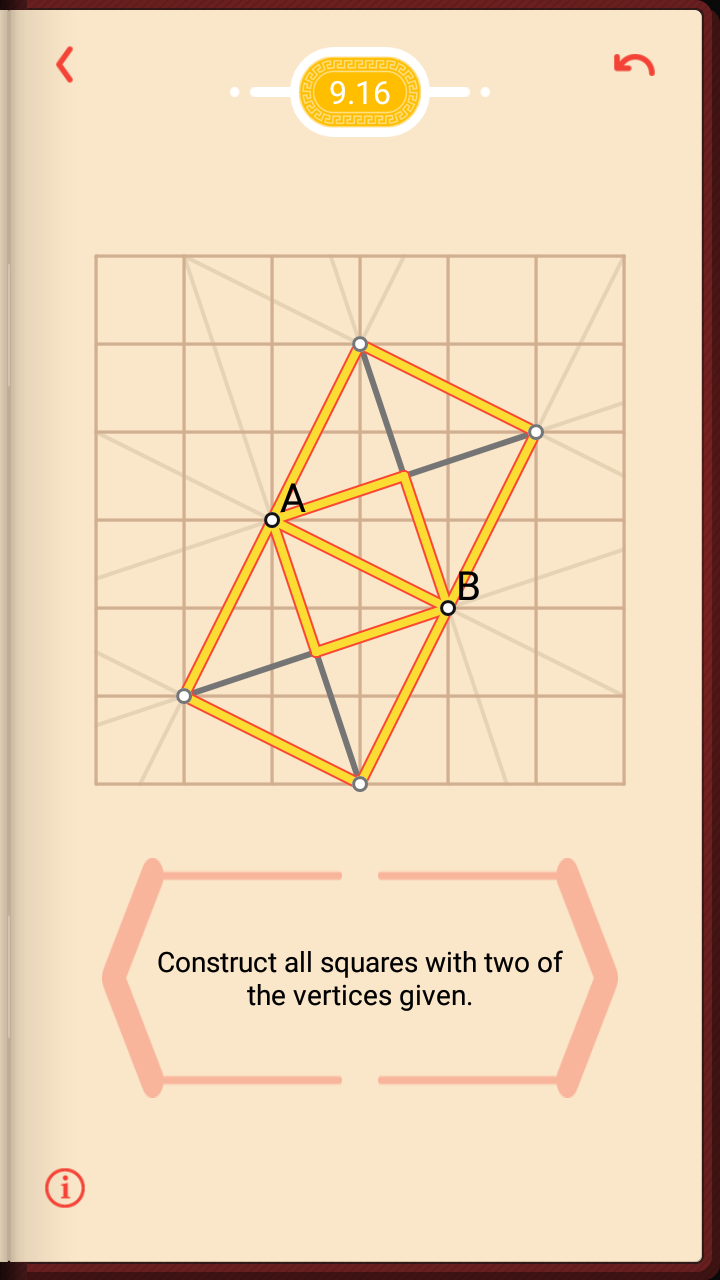 9.16
A
B
Construct all squares with two of
the vertices given.
i